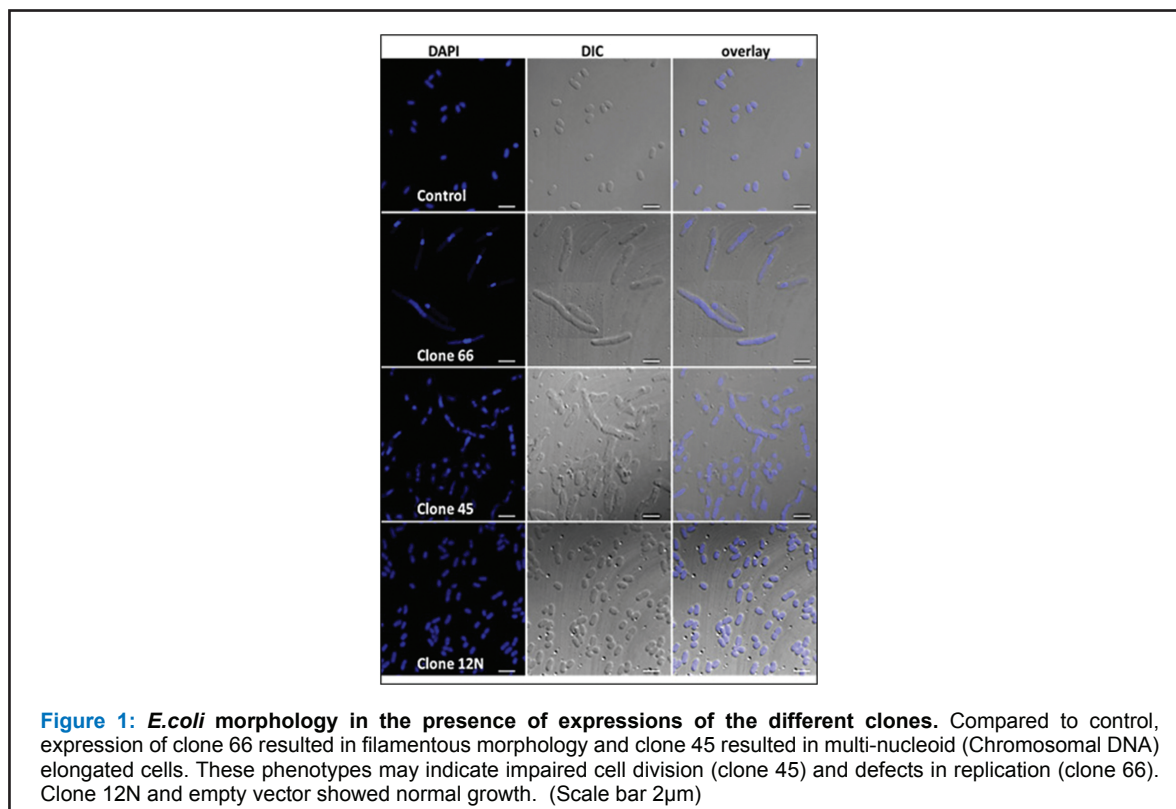 DAPI DIC overlay
Control
Clone 66
Clone 45
Clone 12N
Figure 1: E.coli morphology in the presence of expressions of the different clones. Compared to control,
expression of clone 66 resulted in filamentous morphology and clone 45 resulted in multi-nucleoid (Chromosomal DNA)
elongated cells. These phenotypes may indicate impaired cell division (clone 45) and defects in replication (clone 66).
Clone 12N and empty vector showed normal growth. (Scale bar 2µm)